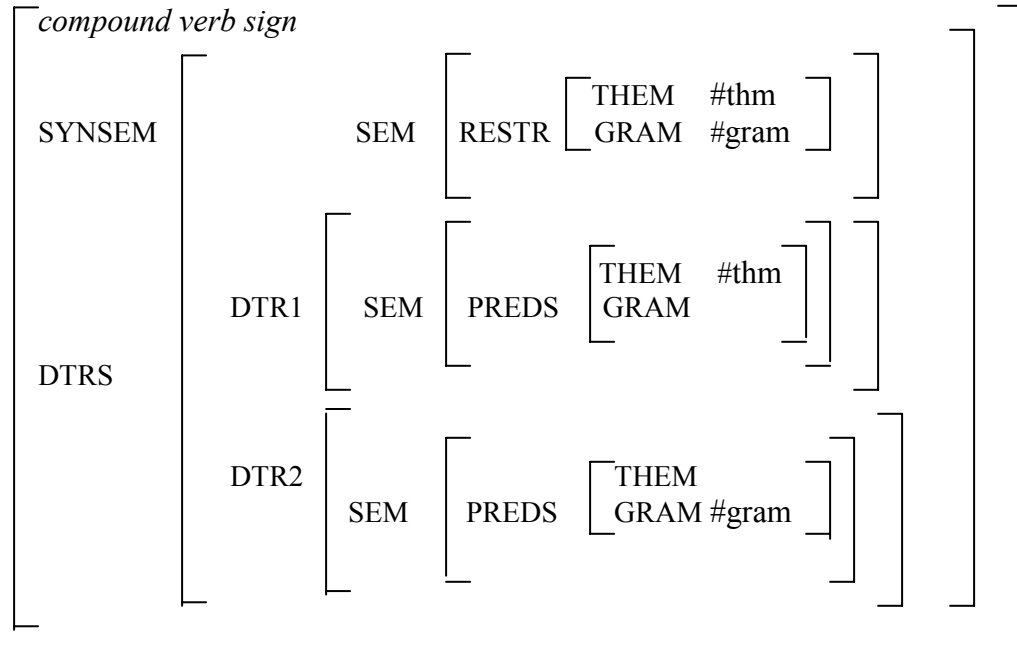 compound verb sign
THEM #thm
SYNSEM SEM RESTR GRAM #gram
THEM #thm
DTR1 SEM PREDS GRAM
DTRS
DTR2 THEM
SEM PREDS GRAM #gram